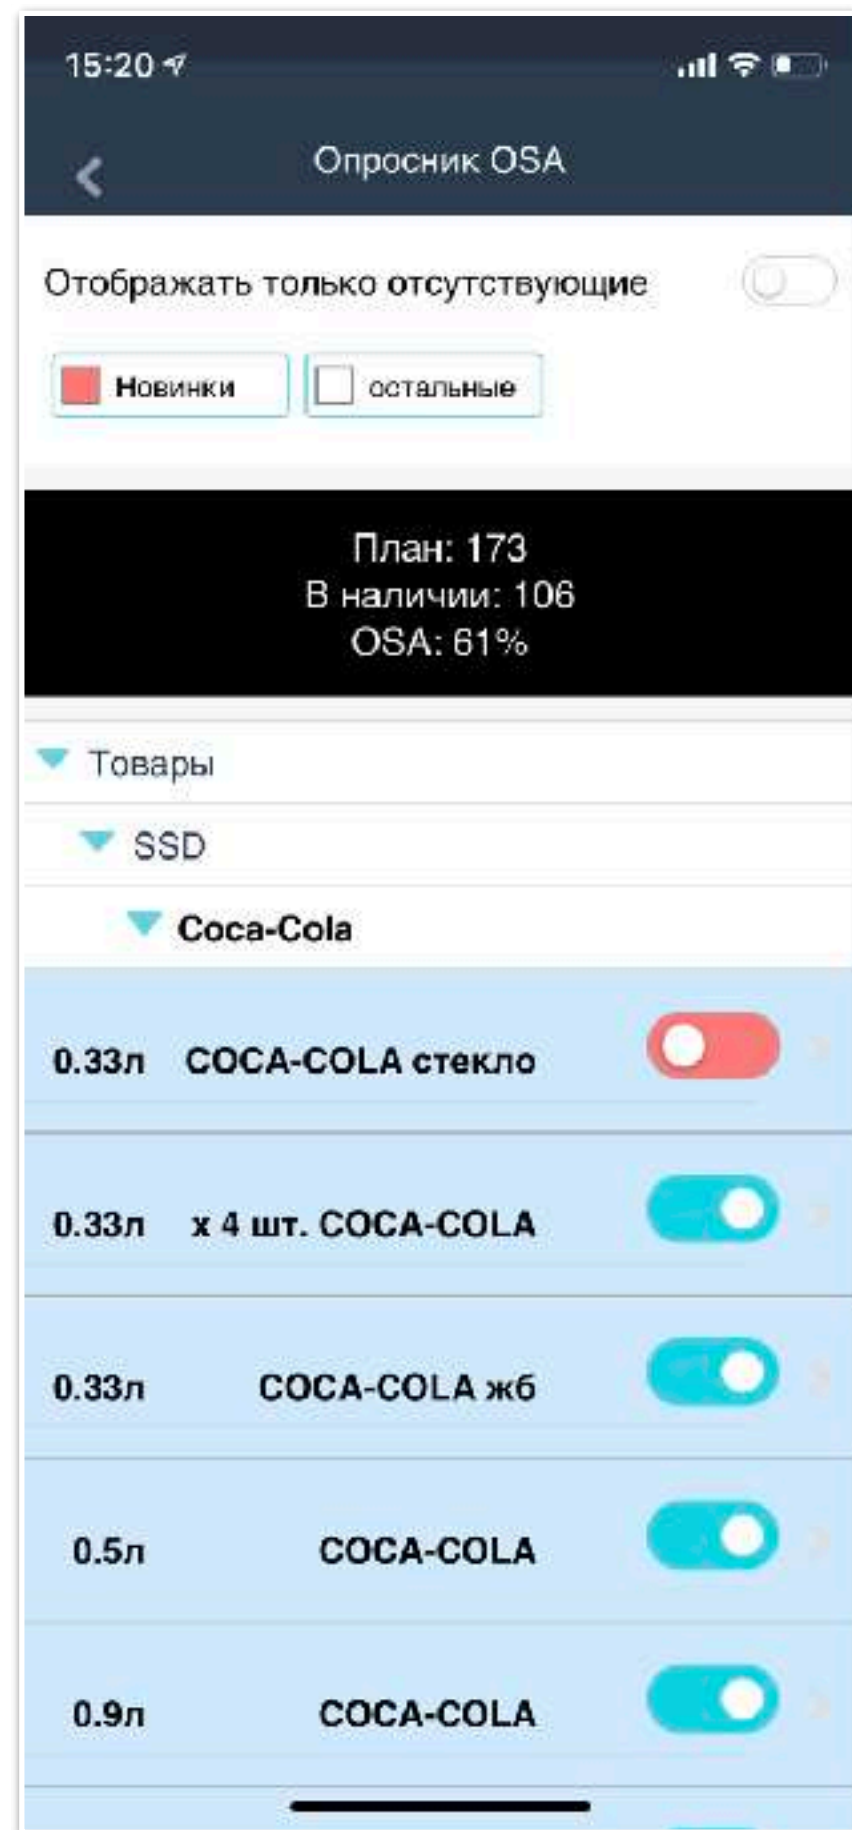 15:20
Опросник OSA
Отображать только отсутствующие
Новинки
остальные
План: 173
В наличии: 106
OSA: 61%
Товары
SSD
Coca-Cola
0.33л COCA-COLA стекло
0.33л x 4 шт. COCA-COLA
0.33л COCA-COLA жб
0.5л COCA-COLA
0.9л COCA-COLA